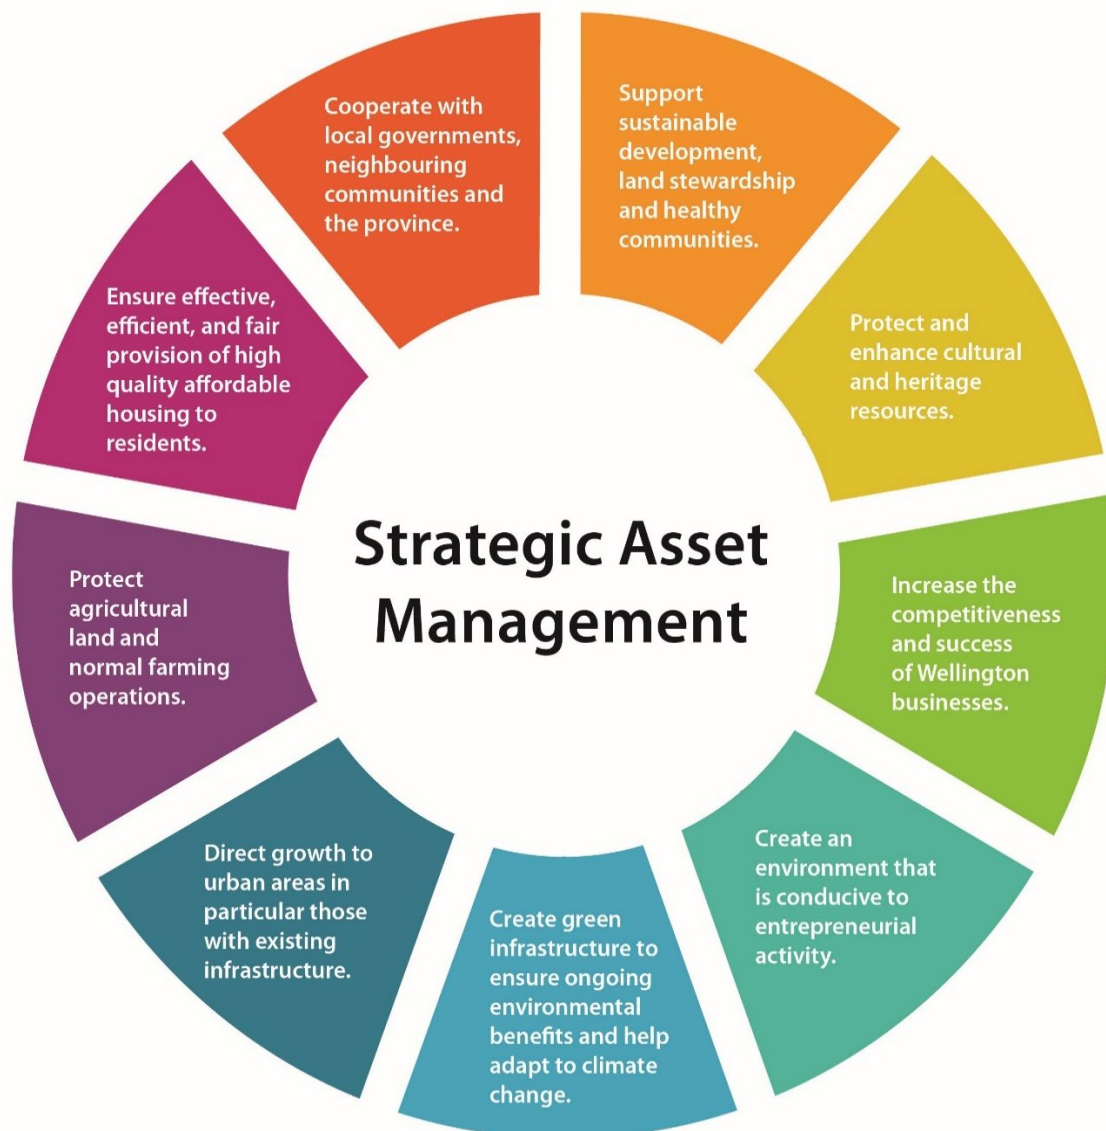 Strategic Asset
Management
Support
sustainable
development,
land stewardship
and healthy
communities.
Protect and
enhance cultural
and heritage
resources.
Increase the
competitiveness
and success
of Wellington
businesses.
Create an
environment that
is conducive to
entrepreneurial
activity.
Create green
infrastructure to
ensure ongoing
environmental
benefits and help
adapt to climate
change.
Direct growth to
urban areas in
particular those
with existing
infrastructure.
Protect
agricultural
land and
normal farming
operations.
Ensure effective,
efficient, and fair
provision of high
quality affordable
housing to
residents.
Cooperate with
local governments,
neighbouring
communities and
the province.